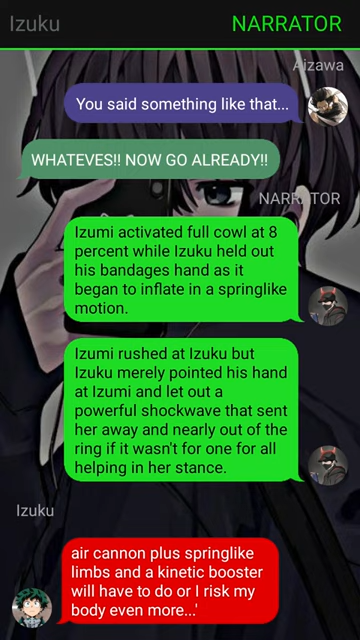 Izuku NARRATOR
Aizawa
You said something like that...
WHATEVES!! NOW GO ALREADY!!
NARRATOR
Izumi activated full cowl at 8
percent while Izuku held out
his bandages hand as it
began to inflate in a springlike
motion.
Izumi rushed at Izuku but
Izuku merely pointed his hand
at Izumi and let out a
powerful shockwave that sent
her away and nearly out of the
ring if it wasn't for one for all
helping in her stance.
Izuku
air cannon plus springlike
limbs and a kinetic booster
will have to do or I risk my
body even more...'